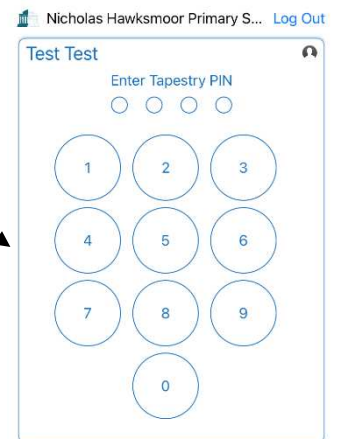 Nicholas Hawksmoor Primary S... Log Out
Test Test
Enter Tapestry PIN
1 2 3
4 5 6
7 8 9
0